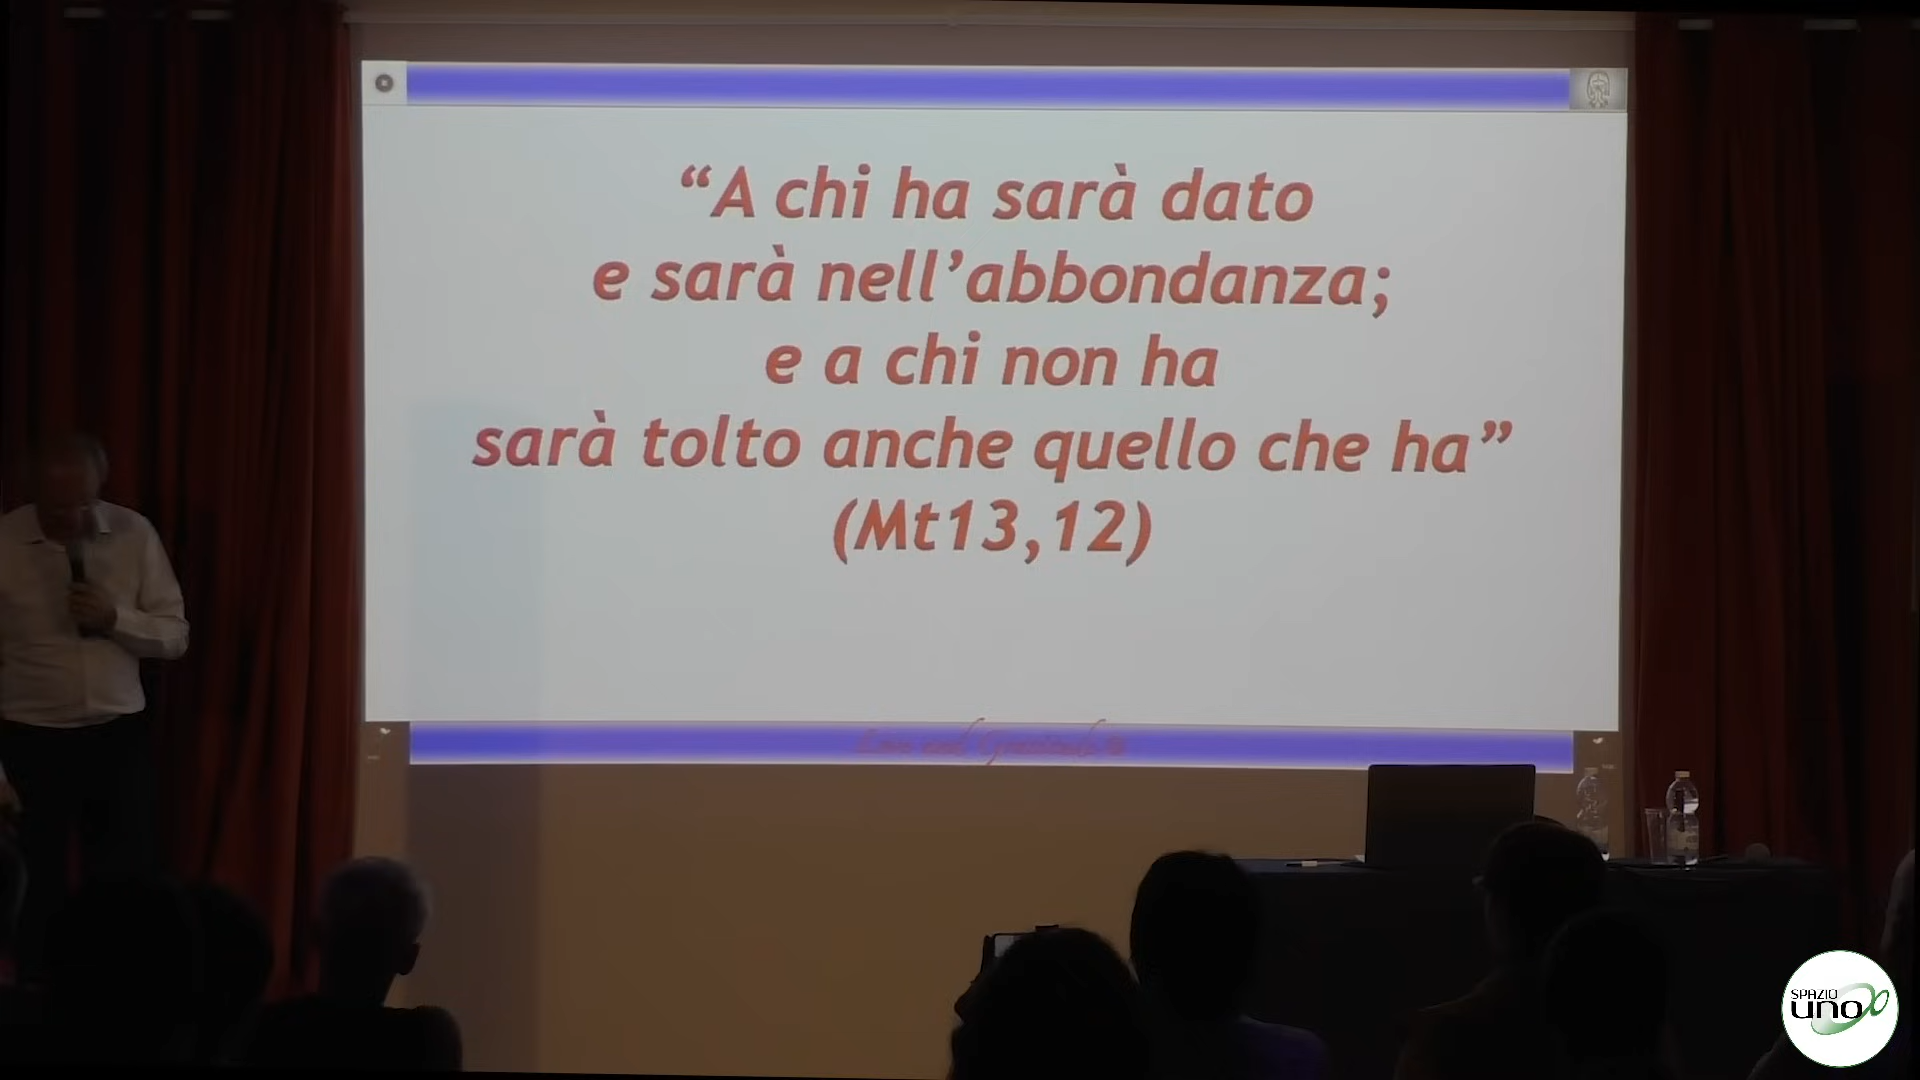 “A chi ha sarà dato
e sarà nell’abbondanza;
e a chi non ha
sarà tolto anche quello che ha”
(Mt13,12)
SPAZIO
uno